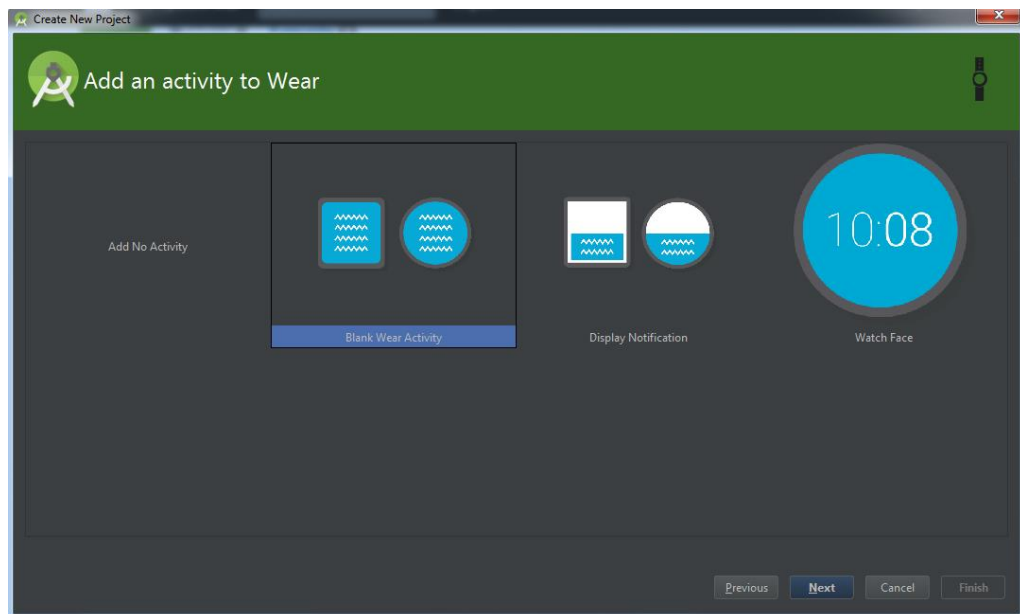 Create New Project
Add an activity to Wear
Add No Activity
10:08
Blank Wear Activity
Display Notification
Watch Face
Previous
Next
Cancel
Finish